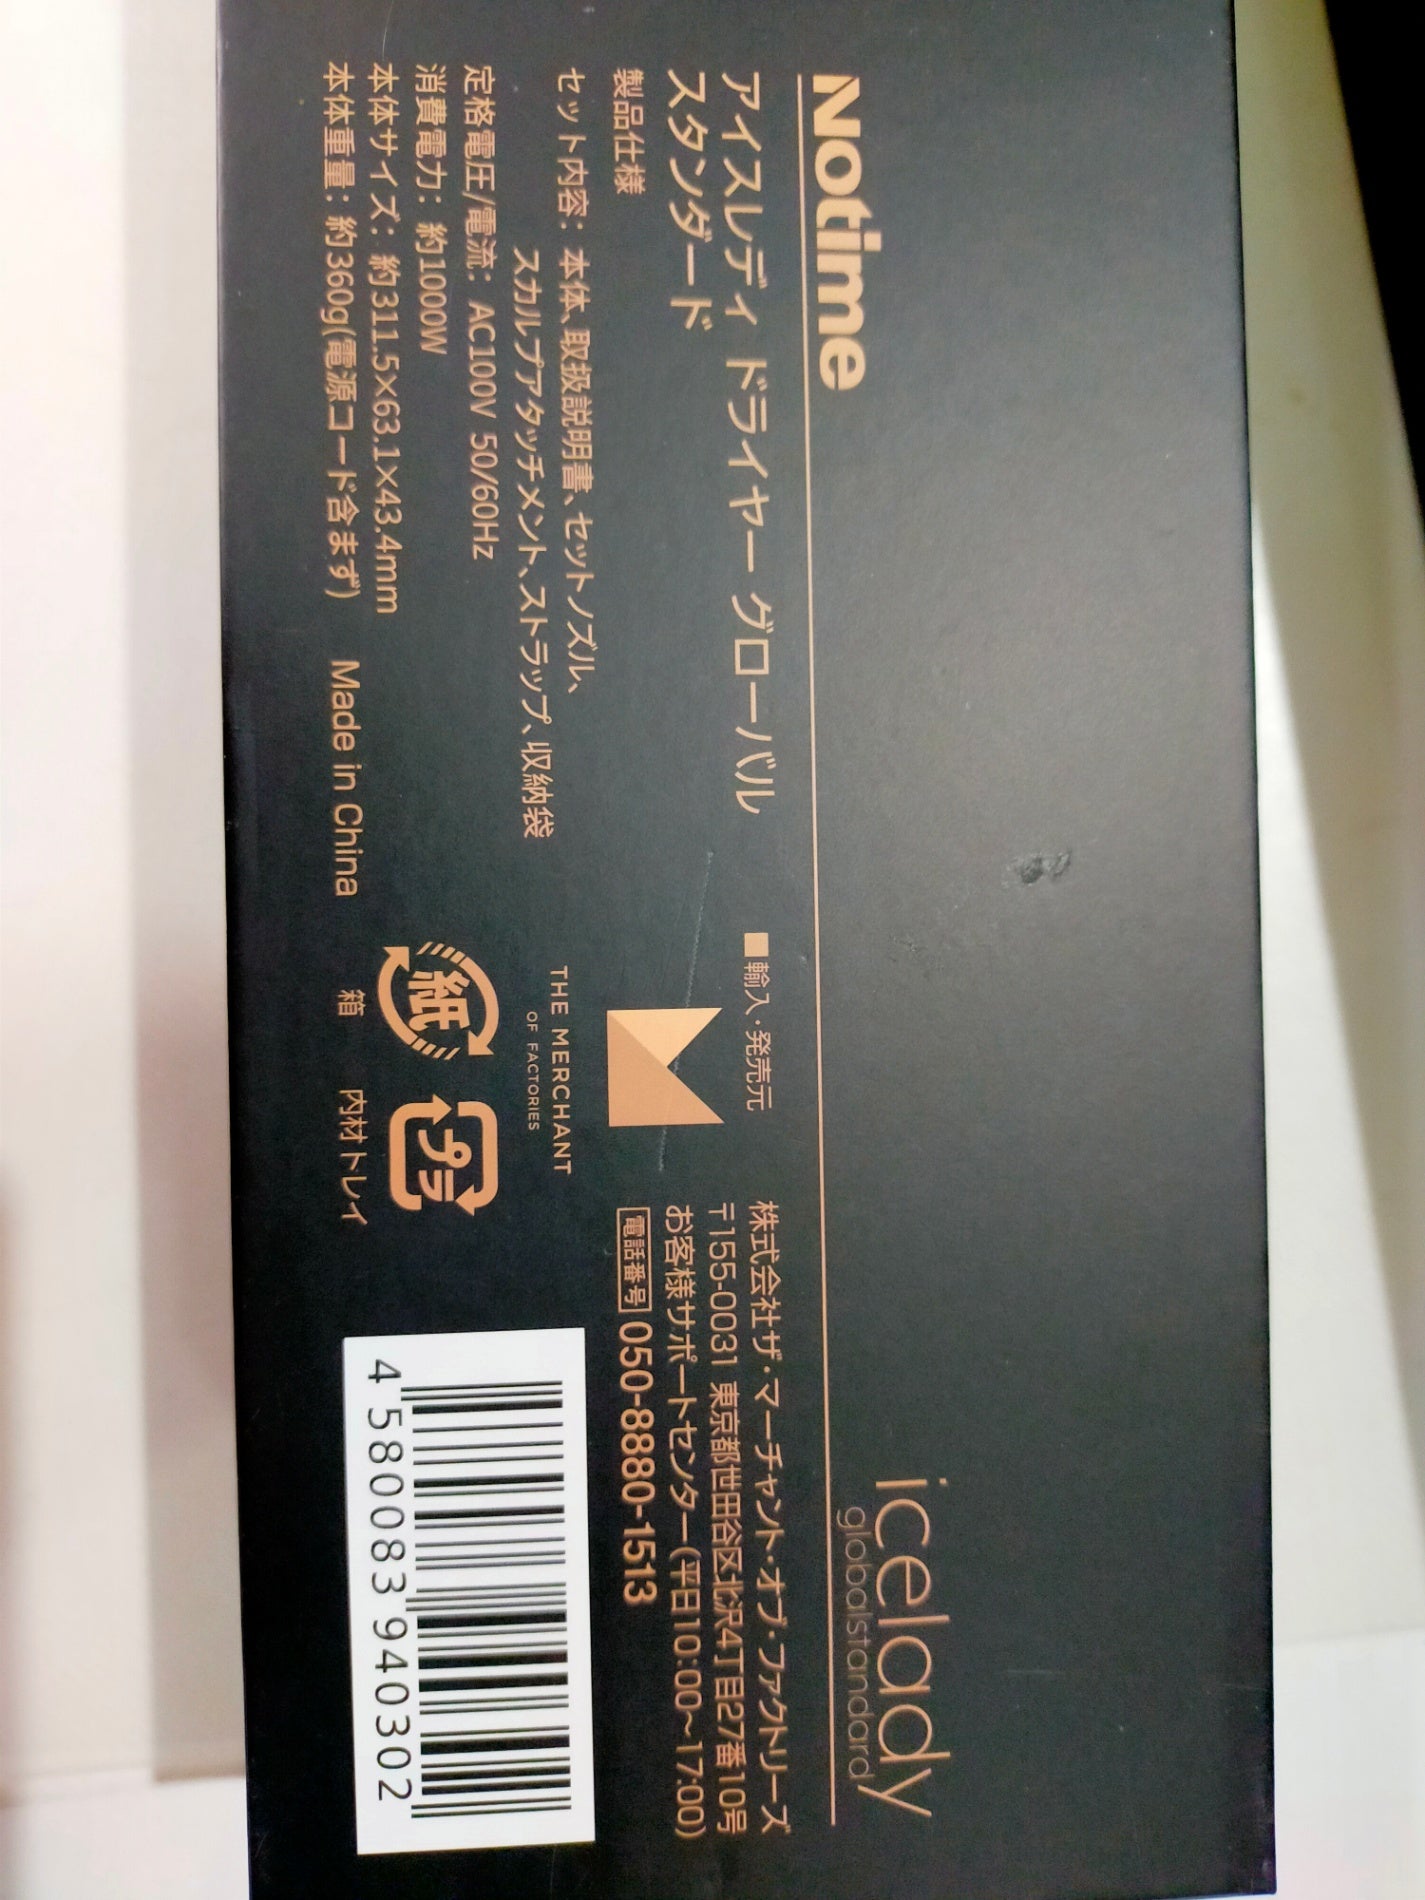 Notime
icelady
globalstandard
アイスレディ ドライヤー グローバル
スタンダード
製品仕様
セット内容：本体、取扱説明書、セットノズル、
スカルプアタッチメント、ストラップ、収納袋
定格電圧/電流：AC100V 50/60Hz
消費電力：約1000W
本体サイズ：約311.5×63.1×43.4mm
本体重量：約360g(電源コード含まず)
Made in China
■輸入・発売元
THE MERCHANT
OF FACTORIES
紙
箱
プラ
内材トレイ
株式会社ザ・マーチャント・オブ・ファクトリーズ
〒155-0031 東京都世田谷区北沢4丁目27番10号
お客様サポートセンター(平日10:00～17:00)
電話番号 050-8880-1513
4 580083 940302